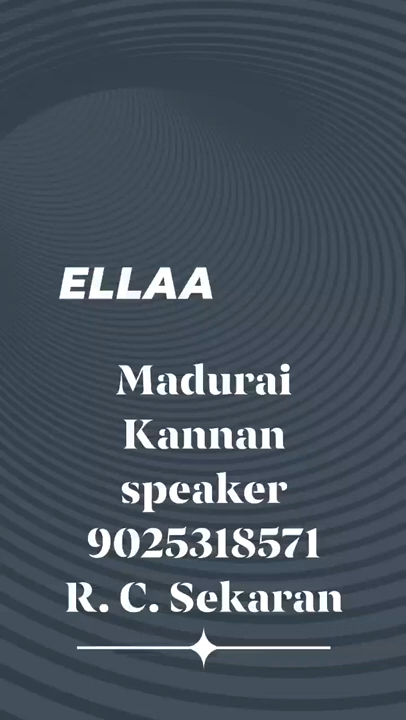 ELLAA
Madurai
Kannan
speaker
9025318571
R. C. Sekaran